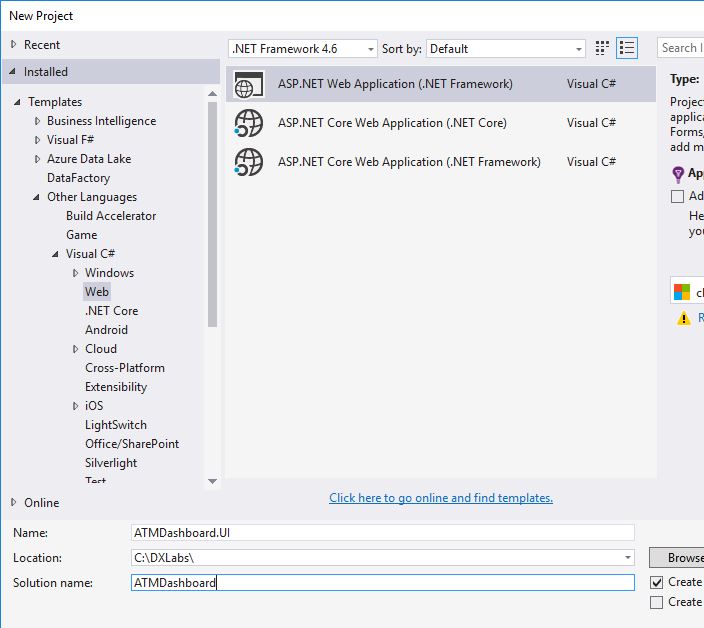 New Project
Recent
.NET Framework 4.6
Sort by:
Default
Search I
Installed
Templates
Business Intelligence
Visual F#
Azure Data Lake
DataFactory
Other Languages
Build Accelerator
Game
Visual C#
Windows
Web
.NET Core
Android
Cloud
Cross-Platform
Extensibility
iOS
LightSwitch
Office/SharePoint
Silverlight
Test
Online
ASP.NET Web Application (.NET Framework) Visual C#
ASP.NET Core Web Application (.NET Core) Visual C#
ASP.NET Core Web Application (.NET Framework) Visual C#
Click here to go online and find templates.
Type:
Projec
applica
Forms,
add m
App
Ad
He
you
cl
R
Name: ATMDashboard.UI
Location: C:\DXLabs\
Browse
Solution name: ATMDashboard
Create
Create